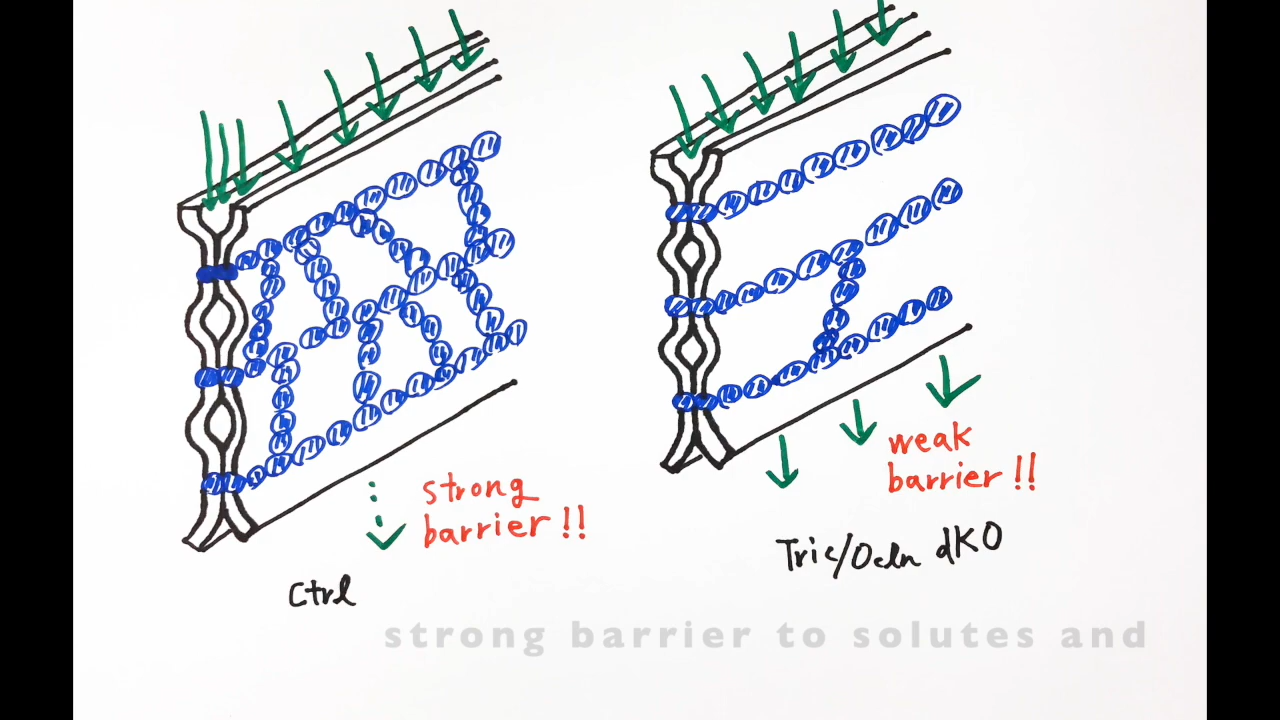 strong
barrier!!
weak
barrier!!
Ctrl
Tric/Ocln dKO
strong barrier to solutes and